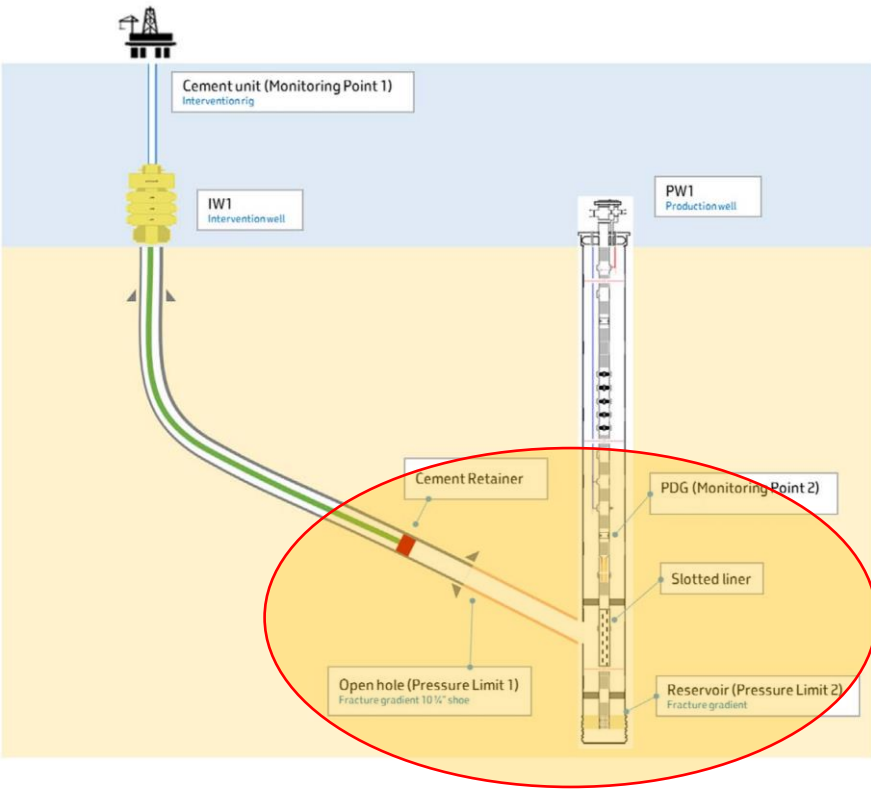 Cement unit (Monitoring Point 1)
Intervention rig
IW1
Intervention well
PW1
Production well
Cement Retainer
PDG (Monitoring Point 2)
Slotted liner
Open hole (Pressure Limit 1)
Fracture gradient 10 ¾" shoe
Reservoir (Pressure Limit 2)
Fracture gradient